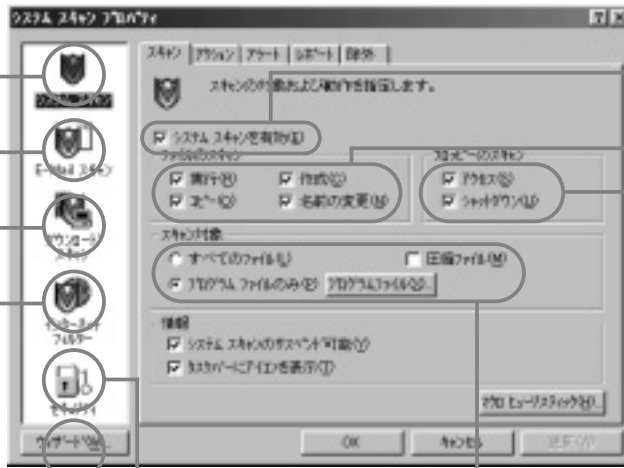 システム スキャン プロパティ
スキャン アクション アラート レポート 除外
スキャンの対象および動作を指定します。
システム スキャン
システム スキャンを有効(E)
ファイルのスキャン
実行(R) 作成(C)
コピー(O) 名前の変更(N)
フロッピーのスキャン
アクセス(S)
シャットダウン(U)
E-Mail スキャン
ダウンロード
スキャン
スキャン対象
すべてのファイル(L) 圧縮ファイル(M)
プログラム ファイルのみ(P) プログラムファイル(X)...
インターネット
フィルター
情報
システム スキャンのサスペンド可能(Y)
タスクバーにアイコンを表示(T)
セキュリティ
マクロ ヒューリスティック(H)...
ウィザード(W)... OK キャンセル 適用(A)